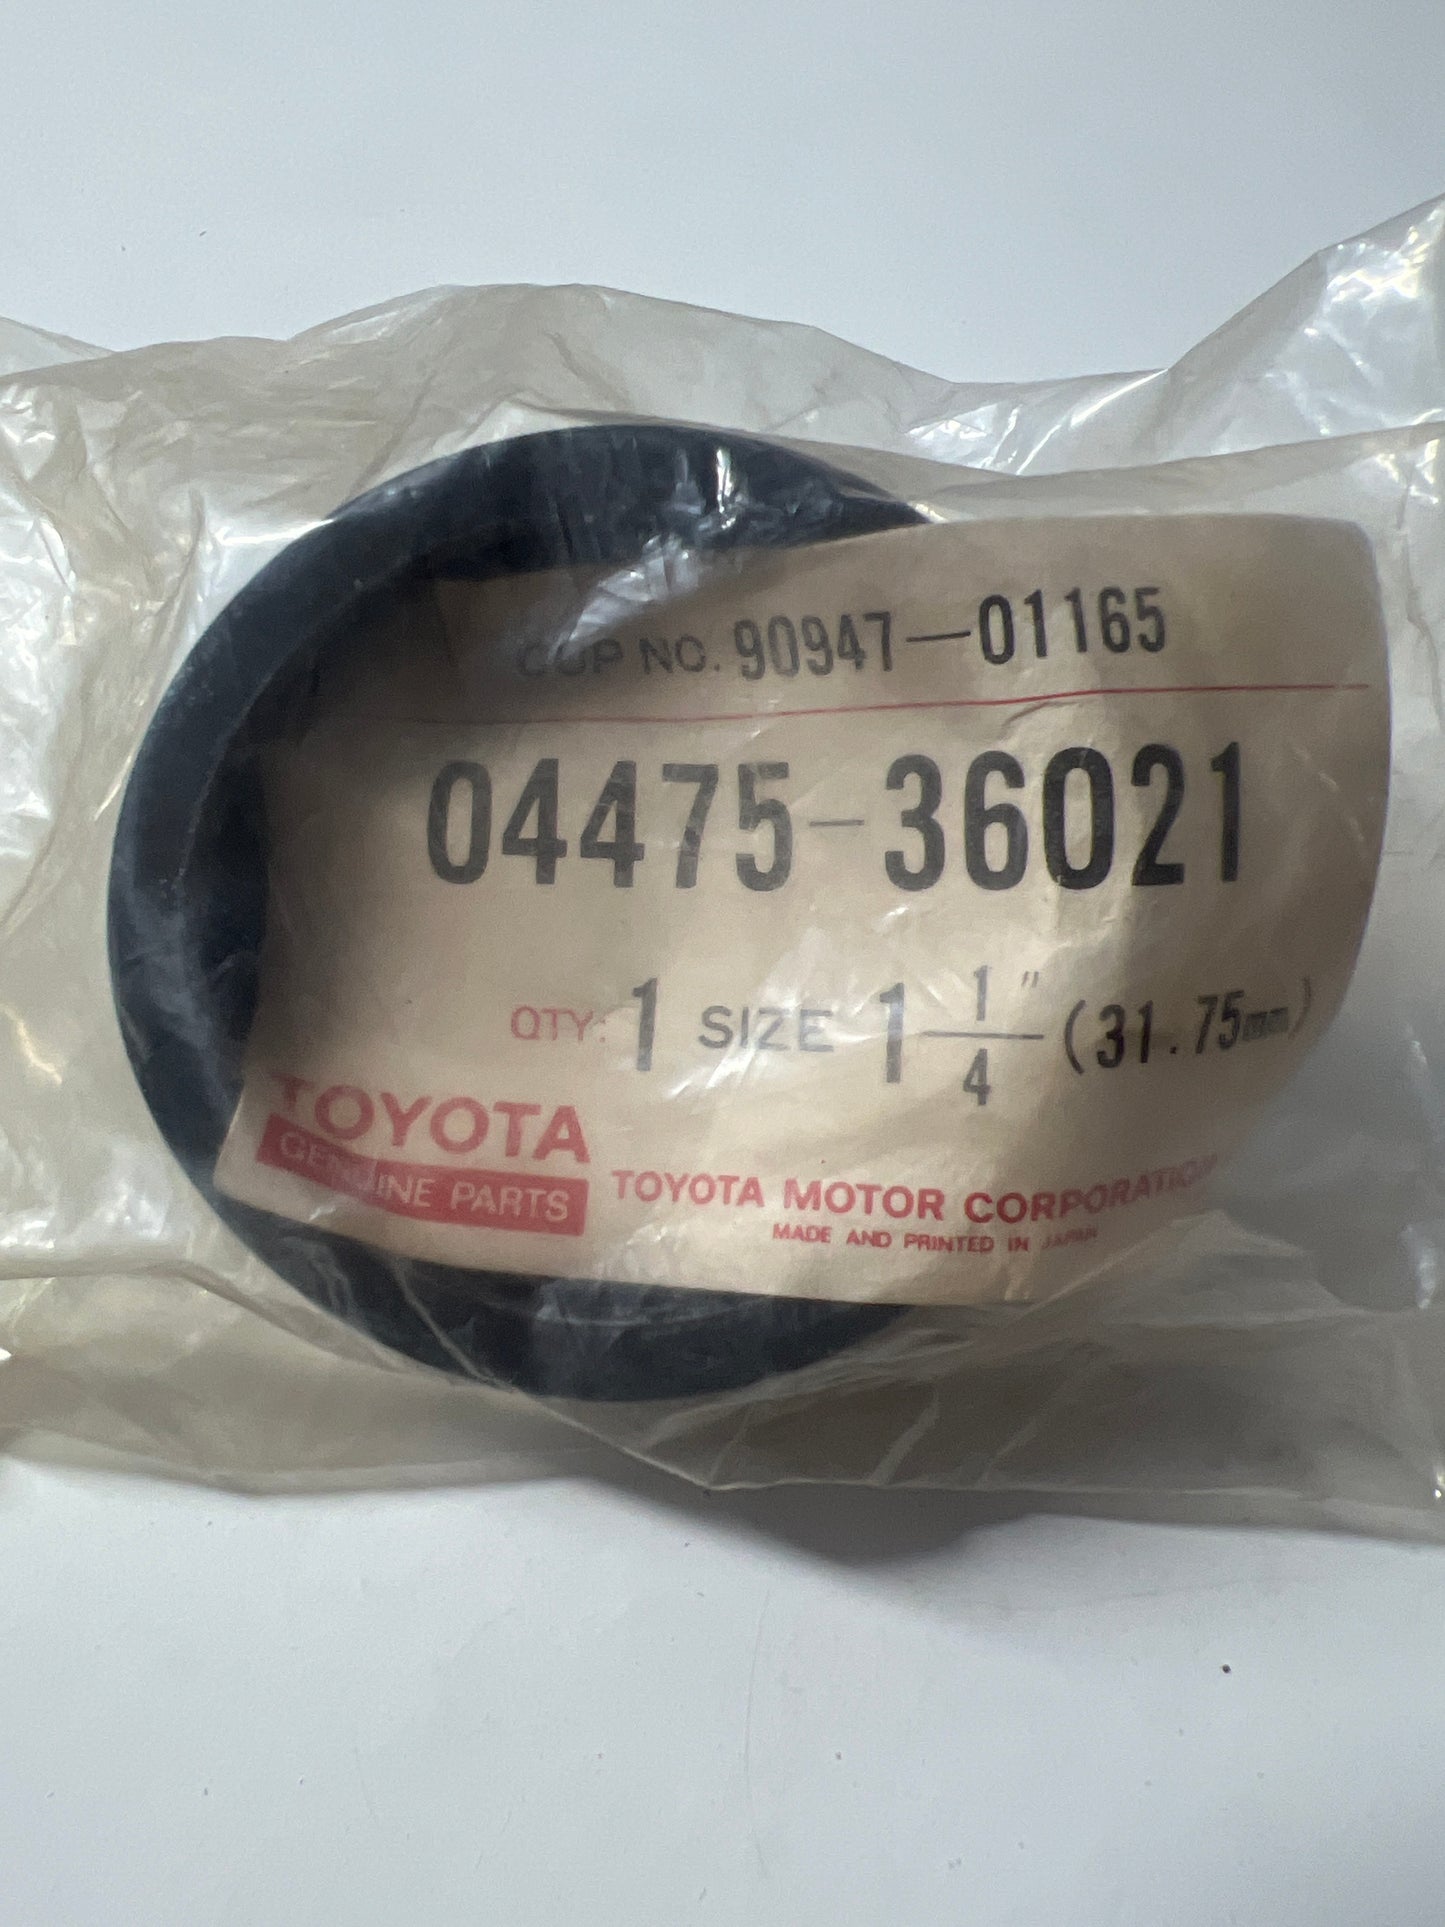 CUP NO. 90947-01165
04475-36021
QTY: 1 SIZE 1 1/4" (31.75mm)
TOYOTA
GENUINE PARTS
TOYOTA MOTOR CORPORATION
MADE AND PRINTED IN JAPAN